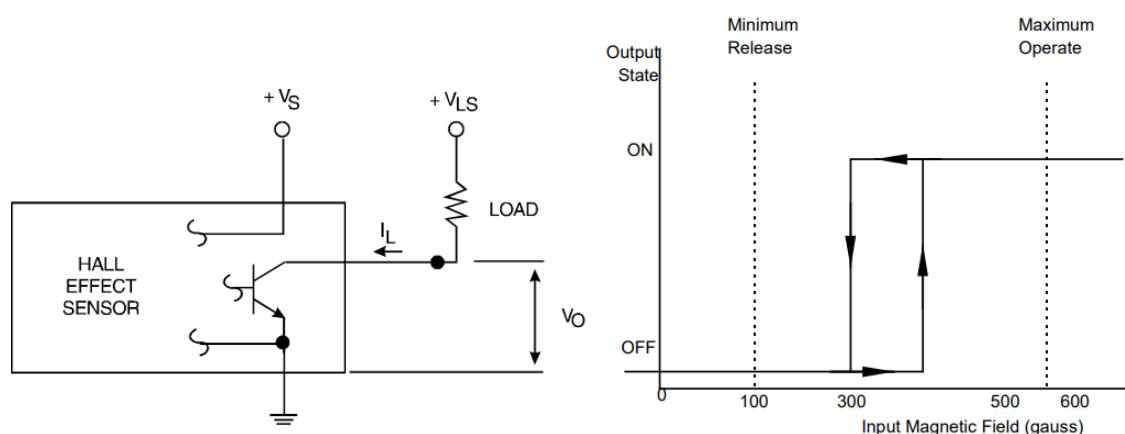 + VS
+ VLS
LOAD
IL
HALL
EFFECT
SENSOR
VO
Minimum
Release
Maximum
Operate
Output
State
ON
OFF
0
100
300
500
600
Input Magnetic Field (gauss)